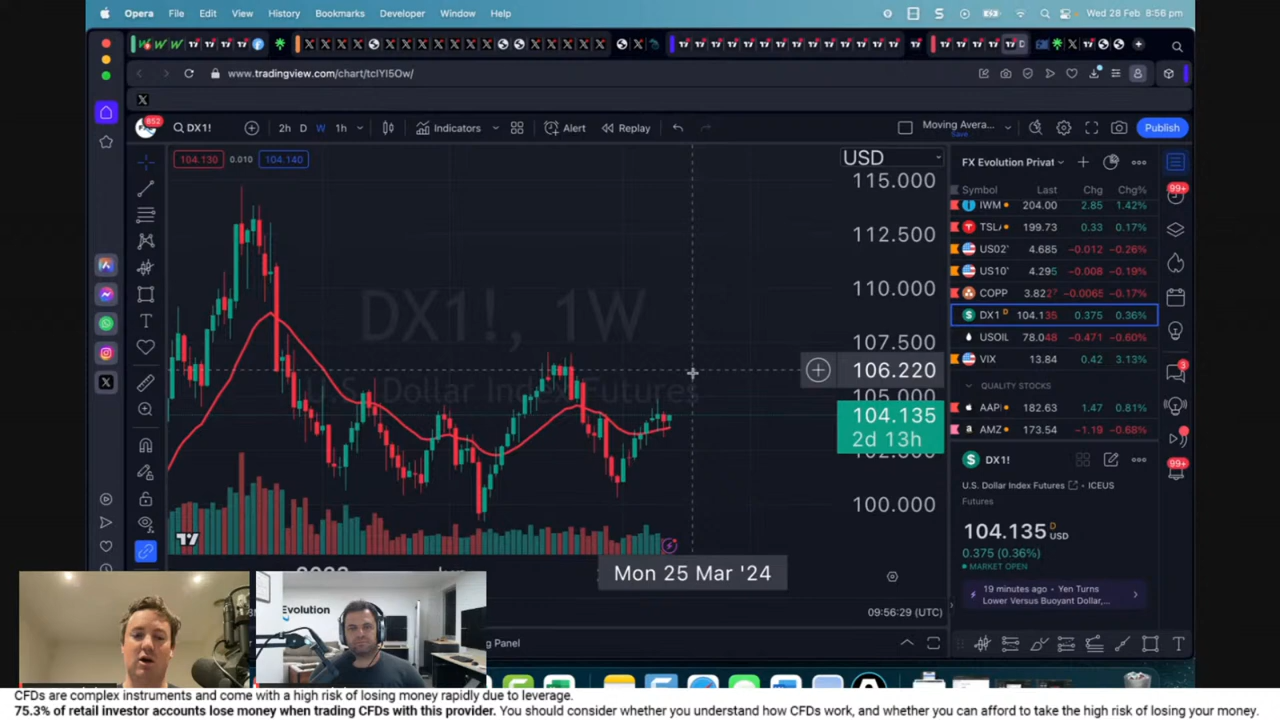 Opera File Edit View History Bookmarks Developer Window Help
Wed 28 Feb 8:56 pm
www.tradingview.com/chart/tcIYI5Ow/
852
DX1!
2h D W 1h
Indicators
Alert
Replay
Moving Avera...
Save
Publish
104.130 0.010 104.140
USD
115.000
112.500
110.000
107.500
106.220
105.000
104.135
2d 13h
102.500
100.000
DX1!, 1W
U.S. Dollar Index Futures
Mon 25 Mar '24
09:56:29 (UTC)
ng Panel
FX Evolution Privat
Symbol Last Chg Chg%
IWM 204.00 2.85 1.42%
TSL 199.73 0.33 0.17%
US02 4.685 -0.012 -0.26%
US10 4.295 -0.008 -0.19%
COPP 3.8227 -0.0065 -0.17%
DX1 D 104.135 0.375 0.36%
USOIL 78.048 -0.471 -0.60%
VIX 13.84 0.42 3.13%
QUALITY STOCKS
AAP 182.63 1.47 0.81%
AMZ 173.54 -1.19 -0.68%
DX1!
U.S. Dollar Index Futures ICEUS
Futures
104.135 D USD
0.375 (0.36%)
MARKET OPEN
19 minutes ago • Yen Turns
Lower Versus Buoyant Dollar,...
99+
3
99+
Evolution
CFDs are complex instruments and come with a high risk of losing money rapidly due to leverage.
75.3% of retail investor accounts lose money when trading CFDs with this provider. You should consider whether you understand how CFDs work, and whether you can afford to take the high risk of losing your money.